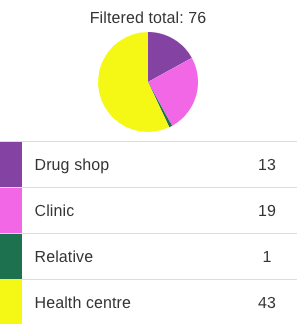 Filtered total: 76
Drug shop 13
Clinic 19
Relative 1
Health centre 43